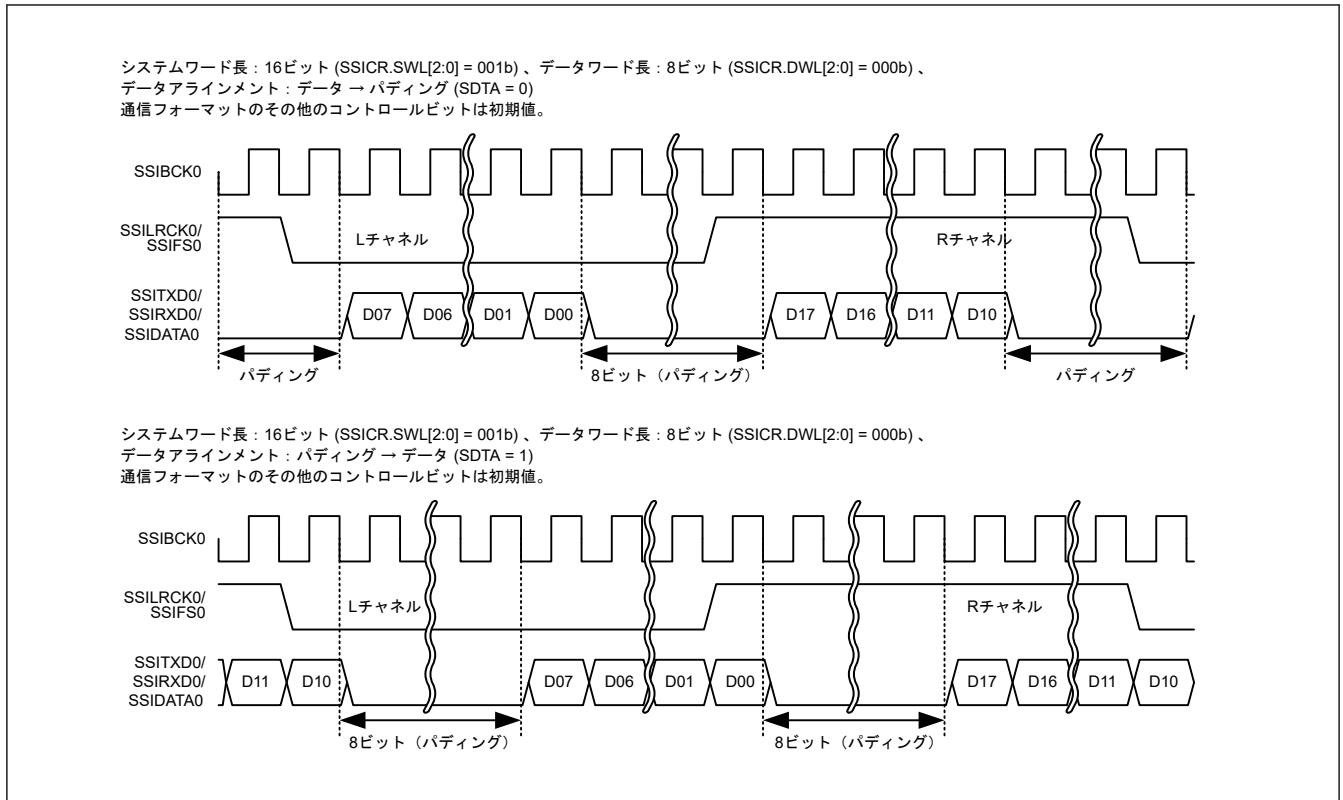 システムワード長：16ビット (SSICR.SWL[2:0] = 001b) 、データワード長：8ビット (SSICR.DWL[2:0] = 000b) 、
データアラインメント：データ → パディング (SDTA = 0)
通信フォーマットのその他のコントロールビットは初期値。
SSIBCK0
SSILRCK0/
SSIFS0
Lチャネル
Rチャネル
SSITXD0/
SSIRXD0/
SSIDATA0
D07 D06 D01 D00 D17 D16 D11 D10
パディング 8ビット（パディング） パディング
システムワード長：16ビット (SSICR.SWL[2:0] = 001b) 、データワード長：8ビット (SSICR.DWL[2:0] = 000b) 、
データアラインメント：パディング → データ (SDTA = 1)
通信フォーマットのその他のコントロールビットは初期値。
SSIBCK0
SSILRCK0/
SSIFS0
Lチャネル
Rチャネル
SSITXD0/
SSIRXD0/
SSIDATA0
D11 D10 D07 D06 D01 D00 D17 D16 D11 D10
8ビット（パディング） 8ビット（パディング）